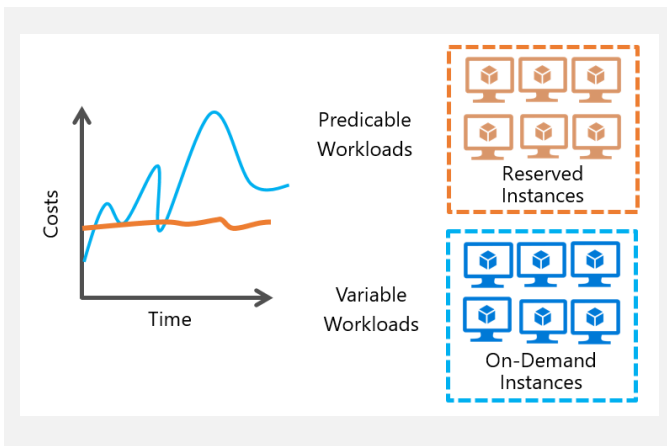 Costs
Time
Predicable
Workloads
Reserved
Instances
Variable
Workloads
On-Demand
Instances